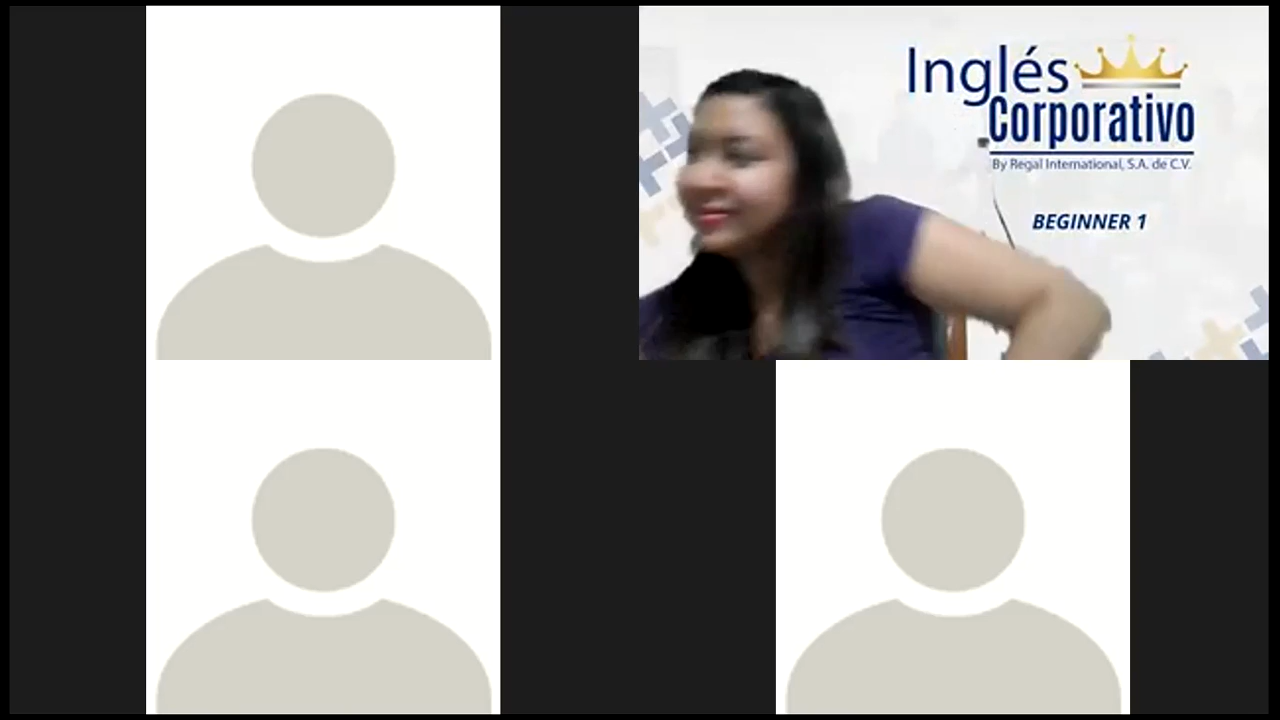 Inglés
Corporativo
By Regal International, S.A. de C.V.
BEGINNER 1